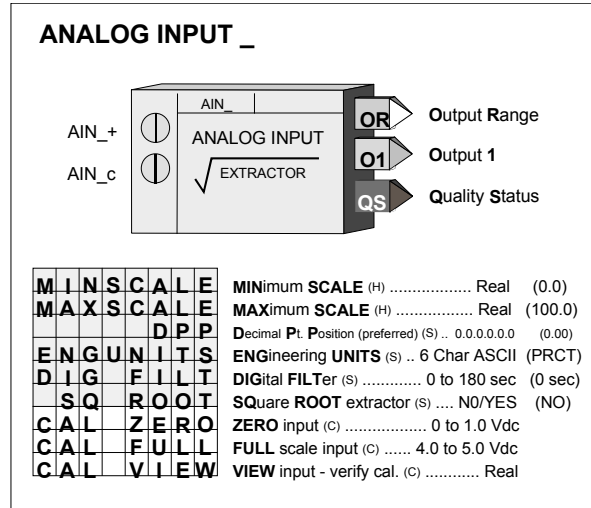 ANALOG INPUT _
AIN_
AIN_+
AIN_c
ANALOG INPUT
√ EXTRACTOR
OR Output Range
O1 Output 1
QS Quality Status
MINSCALE MINimum SCALE (H) .................. Real (0.0)
MAXSCALE MAXimum SCALE (H) ................. Real (100.0)
DPP Decimal Pt. Position (preferred) (S) .. 0.0.0.0.0.0 (0.00)
ENGUNITS ENGineering UNITS (S) .. 6 Char ASCII (PRCT)
DIG FILT DIGital FILTer (S) ............. 0 to 180 sec (0 sec)
SQ ROOT SQuare ROOT extractor (S) .... N0/YES (NO)
CAL ZERO ZERO input (C) .................. 0 to 1.0 Vdc
CAL FULL FULL scale input (C) ...... 4.0 to 5.0 Vdc
CAL VIEW VIEW input - verify cal. (C) ............ Real